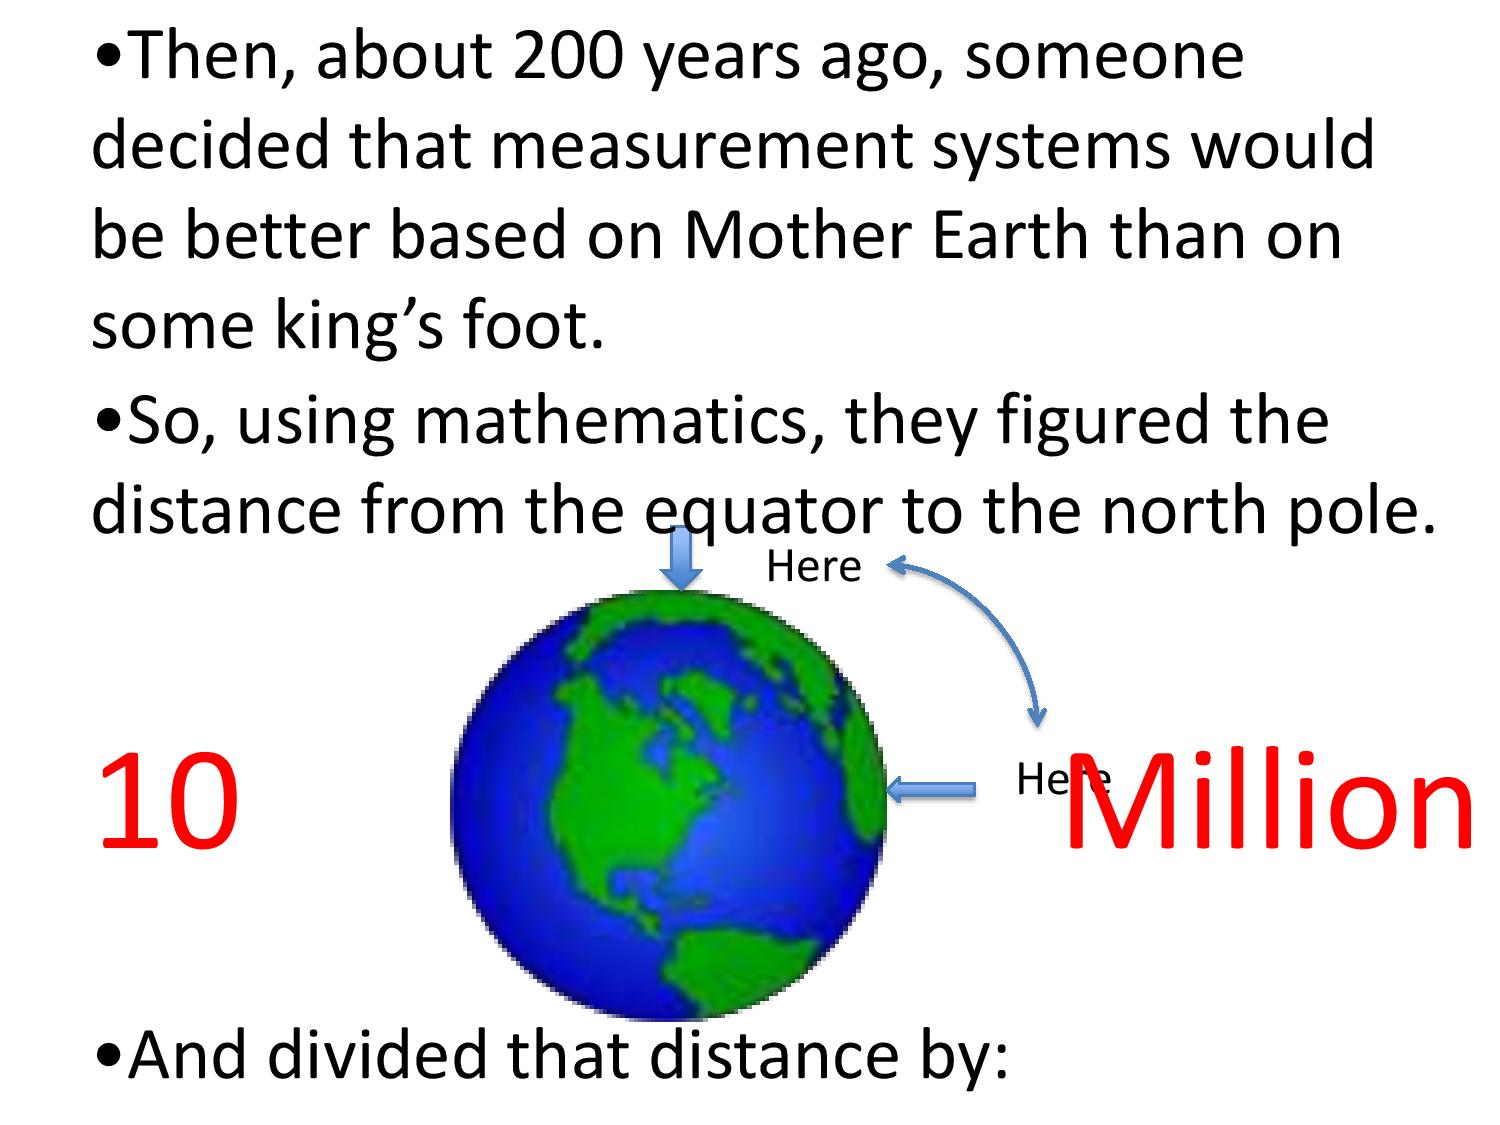 •Then, about 200 years ago, someone
decided that measurement systems would
be better based on Mother Earth than on
some king’s foot.
•So, using mathematics, they figured the
distance from the equator to the north pole.
Here
Here
10 Million
•And divided that distance by: